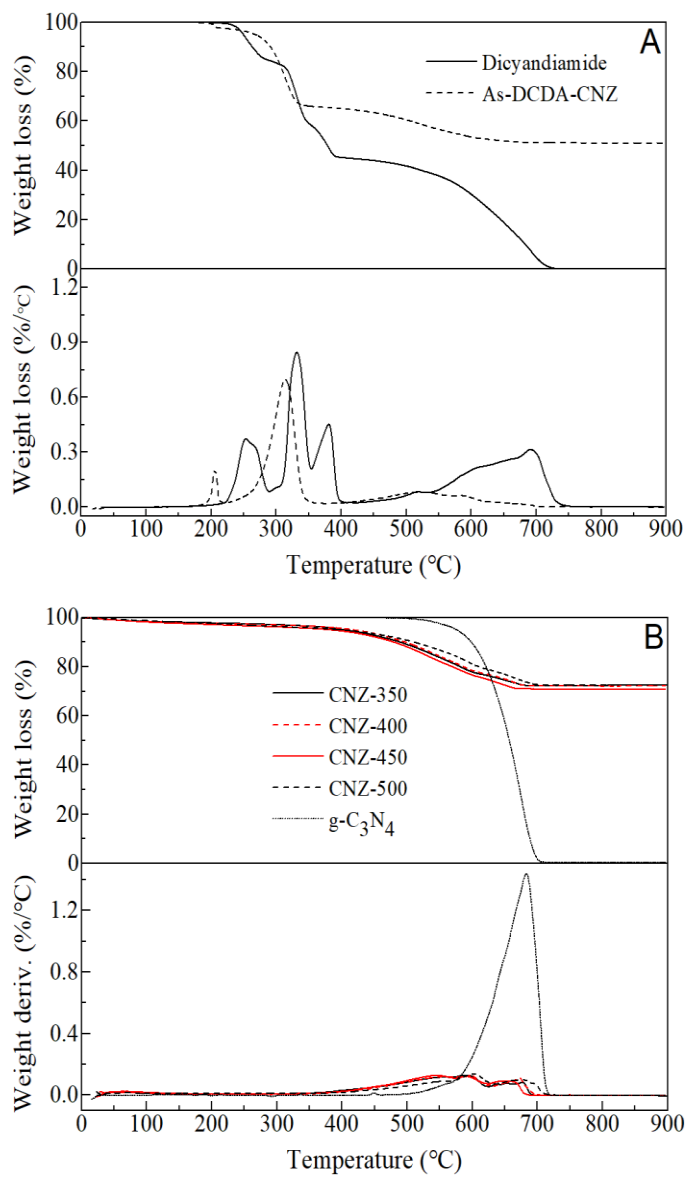 A
Dicyandiamide
As-DCDA-CNZ
Weight loss (%)
100
80
60
40
20
0
Weight loss (%/°C)
1.2
0.9
0.6
0.3
0.0
0 100 200 300 400 500 600 700 800 900
Temperature (℃)
B
CNZ-350
CNZ-400
CNZ-450
CNZ-500
g-C3N4
Weight loss (%)
100
80
60
40
20
0
Weight deriv. (%/°C)
1.2
0.8
0.4
0.0
0 100 200 300 400 500 600 700 800 900
Temperature (℃)